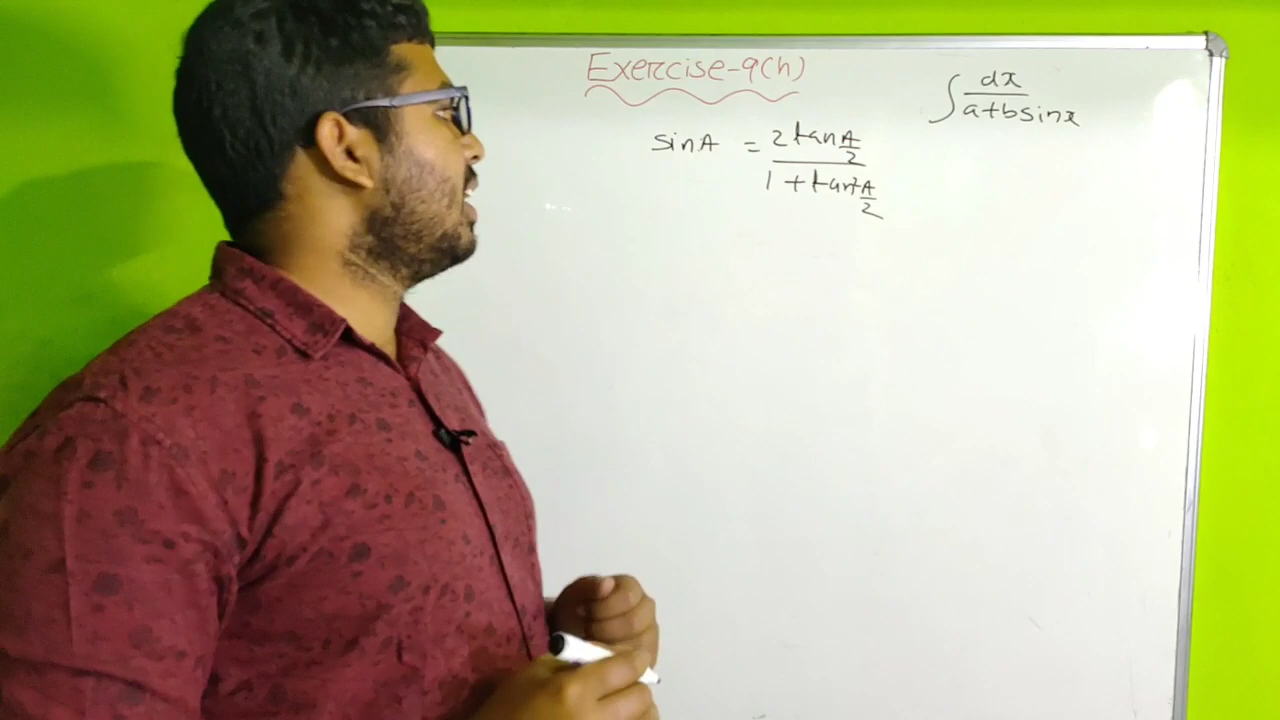 Exercise-9(h)
∫ dx / a+bsinx
sinA = 2tan A/2 / 1 + tan² A/2